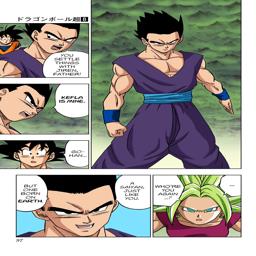 ドラゴンボール超 8
YOU
SETTLE
THINGS
WITH
JIREN,
FATHER!
KEFLA
IS MINE.
GO-
HAN...
...
WHO'RE
YOU
AGAIN
...?
A
SAIYAN,
JUST LIKE
YOU.
BUT ONE
BORN
ON
EARTH.